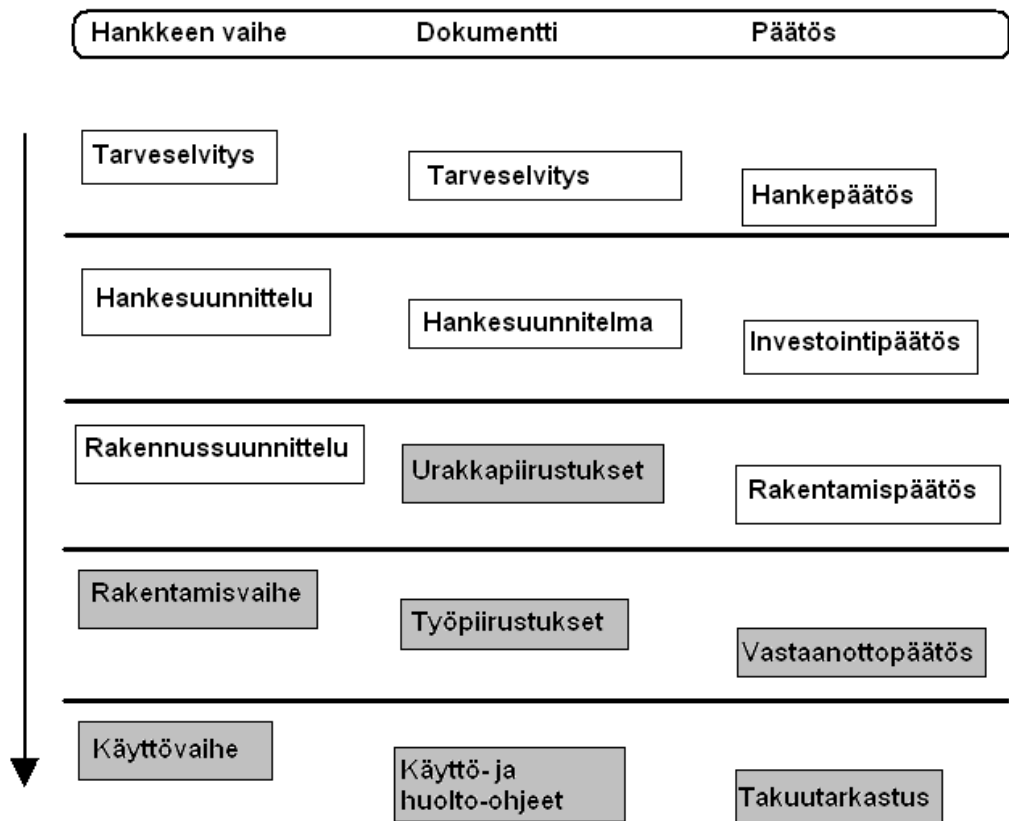 Hankkeen vaihe Dokumentti Päätös
Tarveselvitys Tarveselvitys Hankepäätös
Hankesuunnittelu Hankesuunnitelma Investointipäätös
Rakennussuunnittelu Urakkapiirustukset Rakentamispäätös
Rakentamisvaihe Työpiirustukset Vastaanottopäätös
Käyttövaihe Käyttö- ja
huolto-ohjeet Takuutarkastus